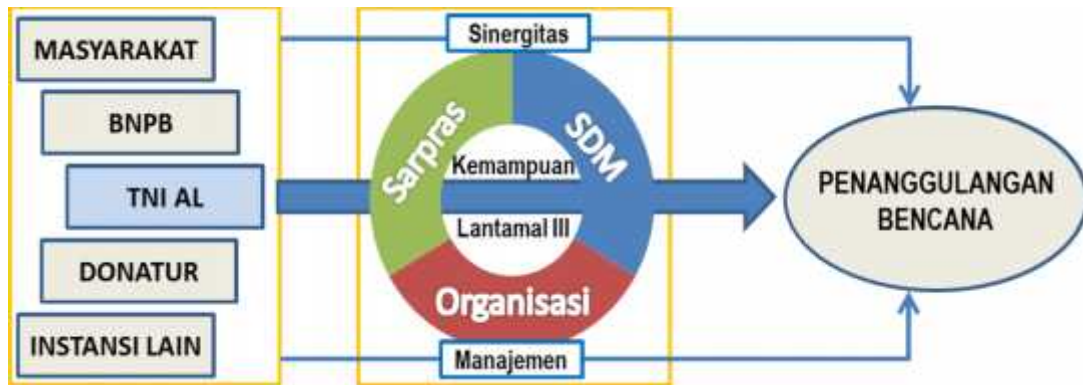 MASYARAKAT
BNPB
TNI AL
DONATUR
INSTANSI LAIN
Sinergitas
Sarpras
SDM
Kemampuan
Lantamal III
Organisasi
Manajemen
PENANGGULANGAN
BENCANA